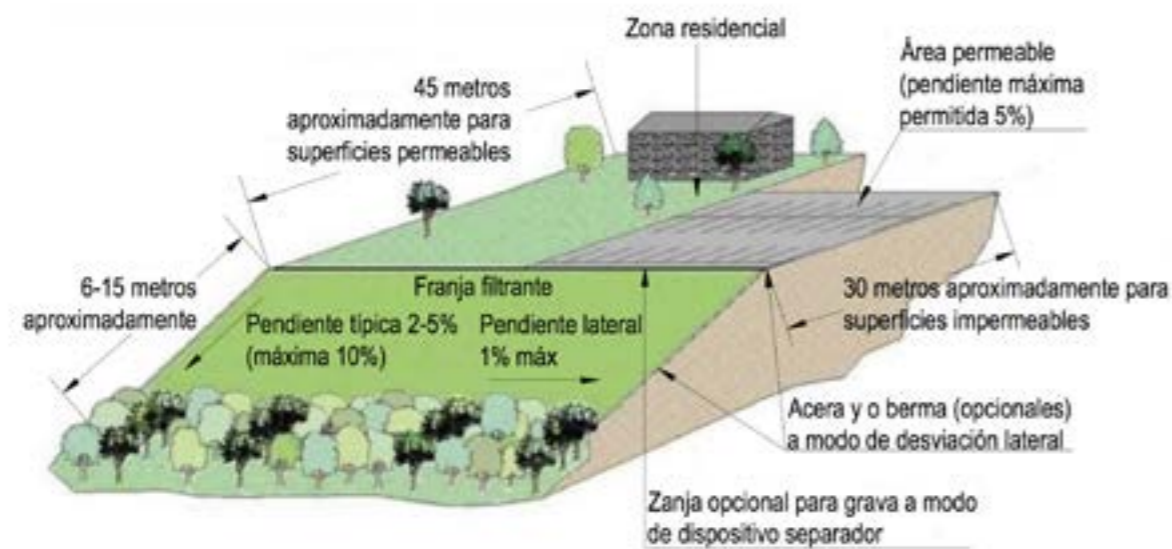 Zona residencial
Área permeable
(pendiente máxima
permitida 5%)
45 metros
aproximadamente para
superficies permeables
6-15 metros
aproximadamente
Franja filtrante
Pendiente típica 2-5%
(máxima 10%)
Pendiente lateral
1% máx
30 metros aproximadamente para
superficies impermeables
Acera y o berma (opcionales)
a modo de desviación lateral
Zanja opcional para grava a modo
de dispositivo separador